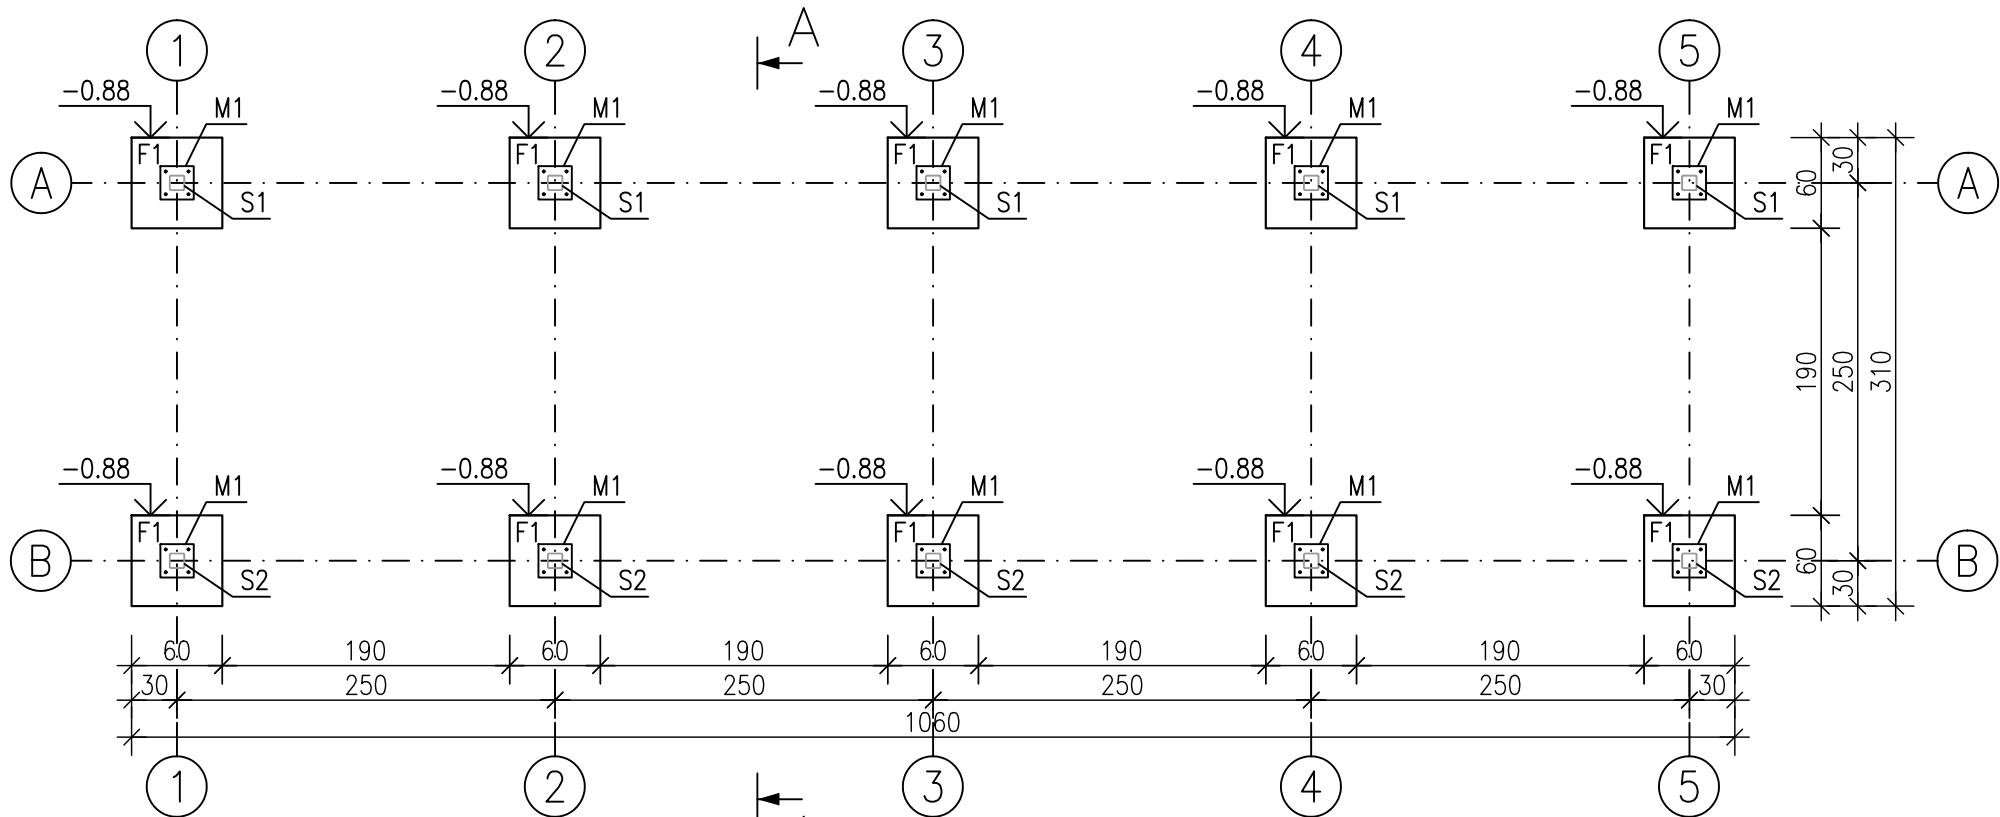 1 2 A 3 4 5
-0.88 M1 -0.88 M1 -0.88 M1 -0.88 M1 -0.88 M1
F1 F1 F1 F1 F1 30
A 60 A
S1 S1 S1 S1 S1
190 250 310
-0.88 M1 -0.88 M1 -0.88 M1 -0.88 M1 -0.88 M1
F1 F1 F1 F1 F1
B 60 B
S2 S2 S2 S2 S2 30
60 190 60 190 60 190 60 190 60
30 250 250 250 250 30
1060
1 2 3 4 5